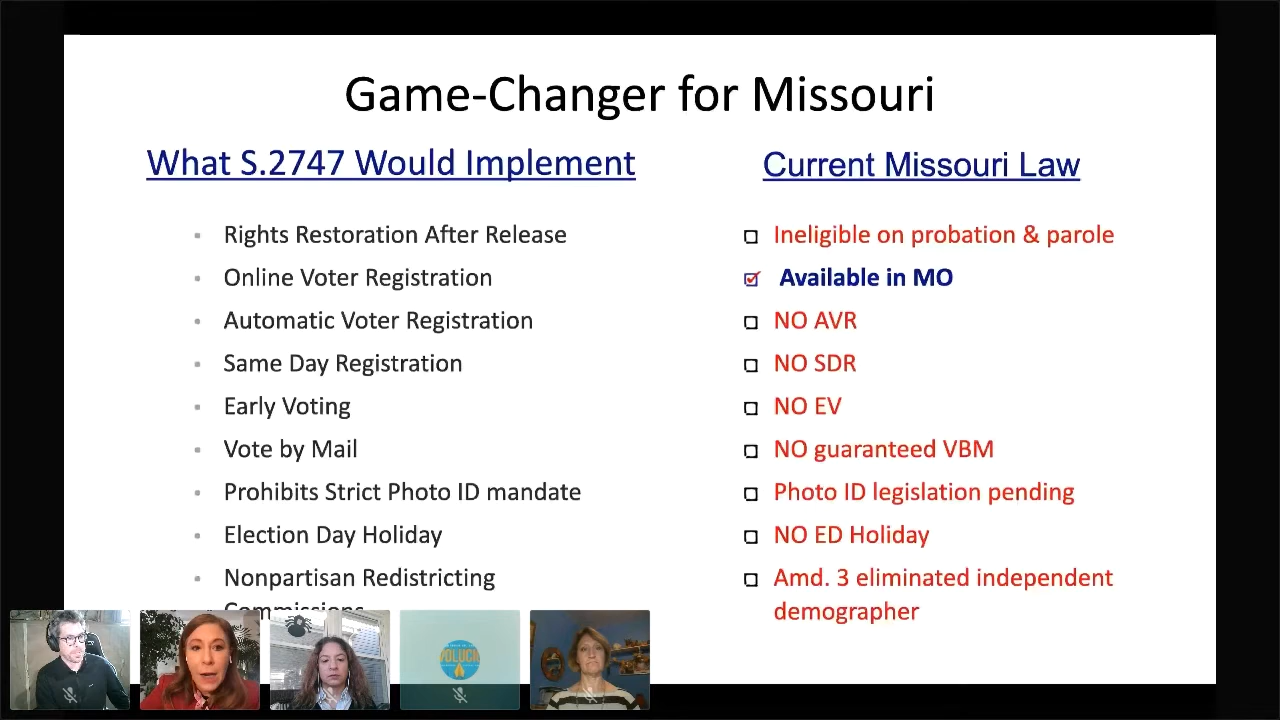 Game-Changer for Missouri
What S.2747 Would Implement
Current Missouri Law
Rights Restoration After Release
Ineligible on probation & parole
Online Voter Registration
Available in MO
Automatic Voter Registration
NO AVR
Same Day Registration
NO SDR
Early Voting
NO EV
Vote by Mail
NO guaranteed VBM
Prohibits Strict Photo ID mandate
Photo ID legislation pending
Election Day Holiday
NO ED Holiday
Nonpartisan Redistricting
Amd. 3 eliminated independent
Commissions
demographer